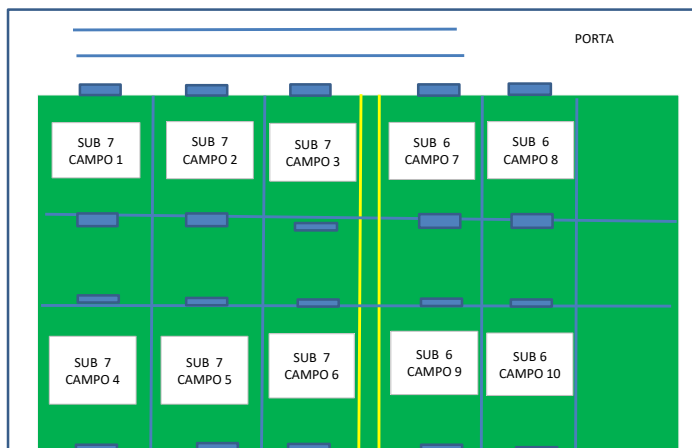 PORTA
SUB 7
CAMPO 1
SUB 7
CAMPO 2
SUB 7
CAMPO 3
SUB 6
CAMPO 7
SUB 6
CAMPO 8
SUB 7
CAMPO 4
SUB 7
CAMPO 5
SUB 7
CAMPO 6
SUB 6
CAMPO 9
SUB 6
CAMPO 10